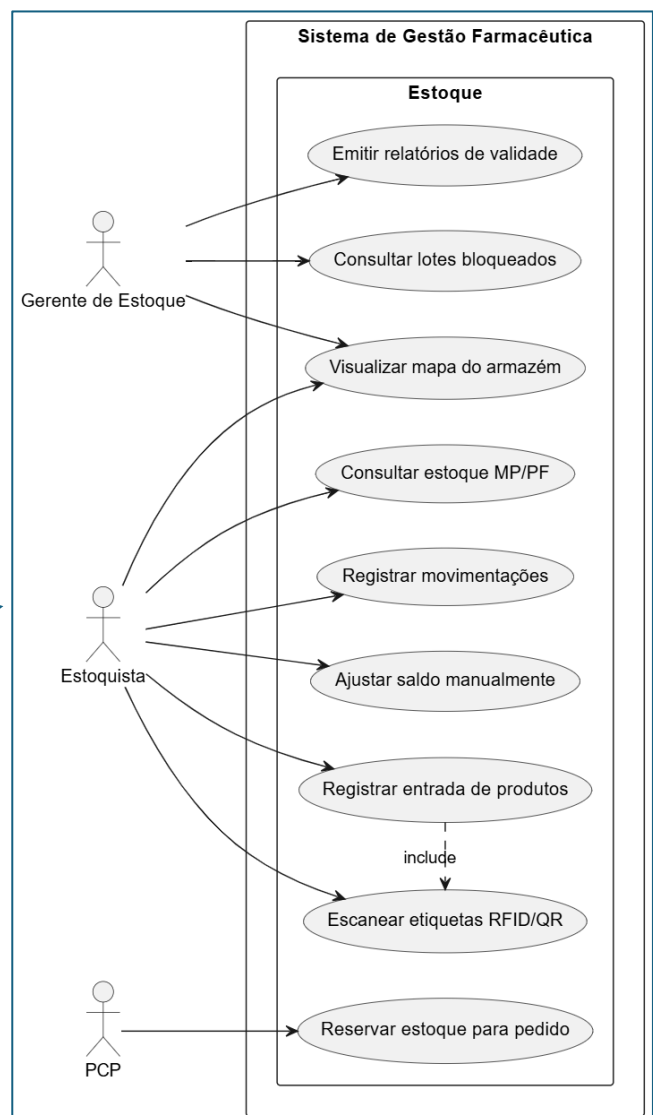 Sistema de Gestão Farmacêutica
Estoque
Emitir relatórios de validade
Consultar lotes bloqueados
Gerente de Estoque
Visualizar mapa do armazém
Consultar estoque MP/PF
Registrar movimentações
Estoquista
Ajustar saldo manualmente
Registrar entrada de produtos
include
Escanear etiquetas RFID/QR
Reservar estoque para pedido
PCP